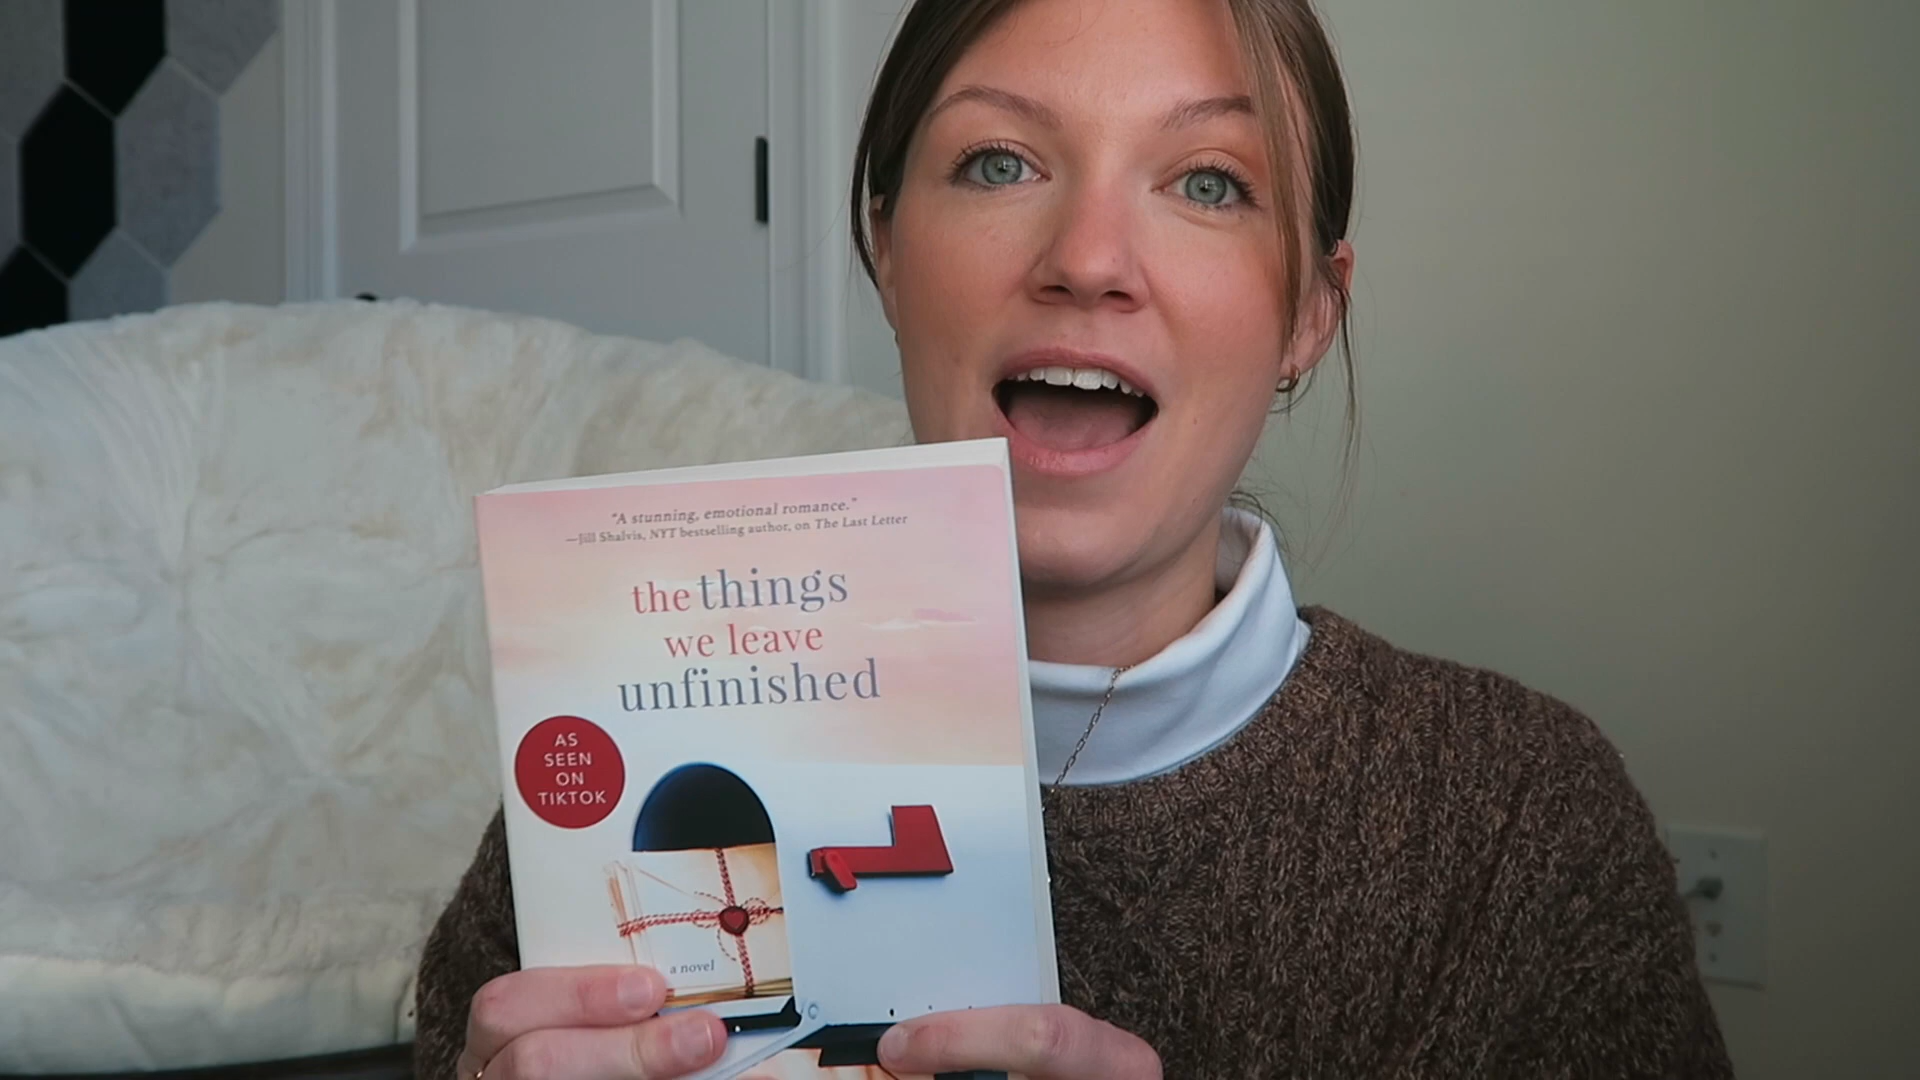 "A stunning, emotional romance."
—Jill Shalvis, NYT bestselling author, on The Last Letter
the things
we leave
unfinished
AS
SEEN
ON
TIKTOK
a novel